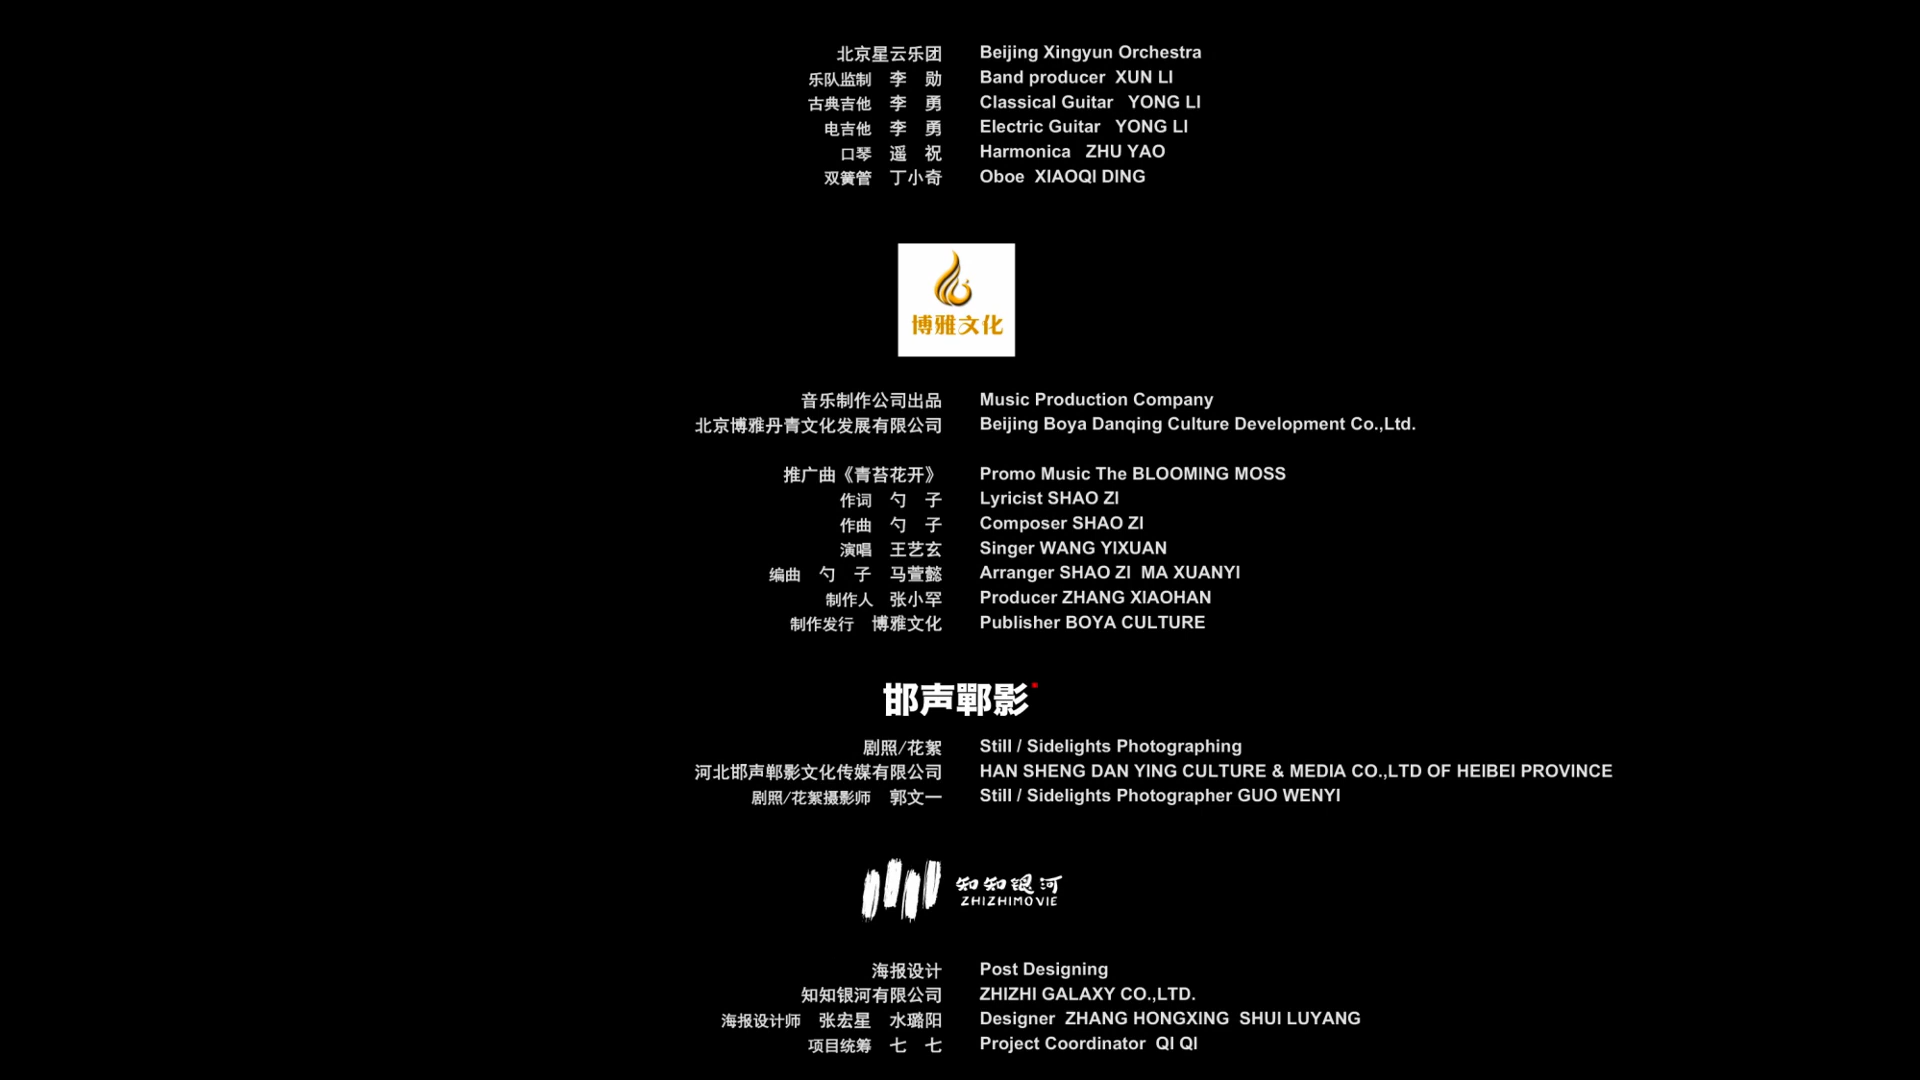 北京星云乐团 Beijing Xingyun Orchestra
乐队监制 李 勋 Band producer XUN LI
古典吉他 李 勇 Classical Guitar YONG LI
电吉他 李 勇 Electric Guitar YONG LI
口琴 遥 祝 Harmonica ZHU YAO
双簧管 丁小奇 Oboe XIAOQI DING
博雅文化
音乐制作公司出品 Music Production Company
北京博雅丹青文化发展有限公司 Beijing Boya Danqing Culture Development Co.,Ltd.
推广曲《青苔花开》 Promo Music The BLOOMING MOSS
作词 勺 子 Lyricist SHAO ZI
作曲 勺 子 Composer SHAO ZI
演唱 王艺玄 Singer WANG YIXUAN
编曲 勺 子 马萱懿 Arranger SHAO ZI MA XUANYI
制作人 张小罕 Producer ZHANG XIAOHAN
制作发行 博雅文化 Publisher BOYA CULTURE
邯声鄲影
剧照/花絮 Still / Sidelights Photographing
河北邯声郸影文化传媒有限公司 HAN SHENG DAN YING CULTURE & MEDIA CO.,LTD OF HEIBEI PROVINCE
剧照/花絮摄影师 郭文一 Still / Sidelights Photographer GUO WENYI
知知银河
ZHIZHIMOVIE
海报设计 Post Designing
知知银河有限公司 ZHIZHI GALAXY CO.,LTD.
海报设计师 张宏星 水璐阳 Designer ZHANG HONGXING SHUI LUYANG
项目统筹 七 七 Project Coordinator QI QI